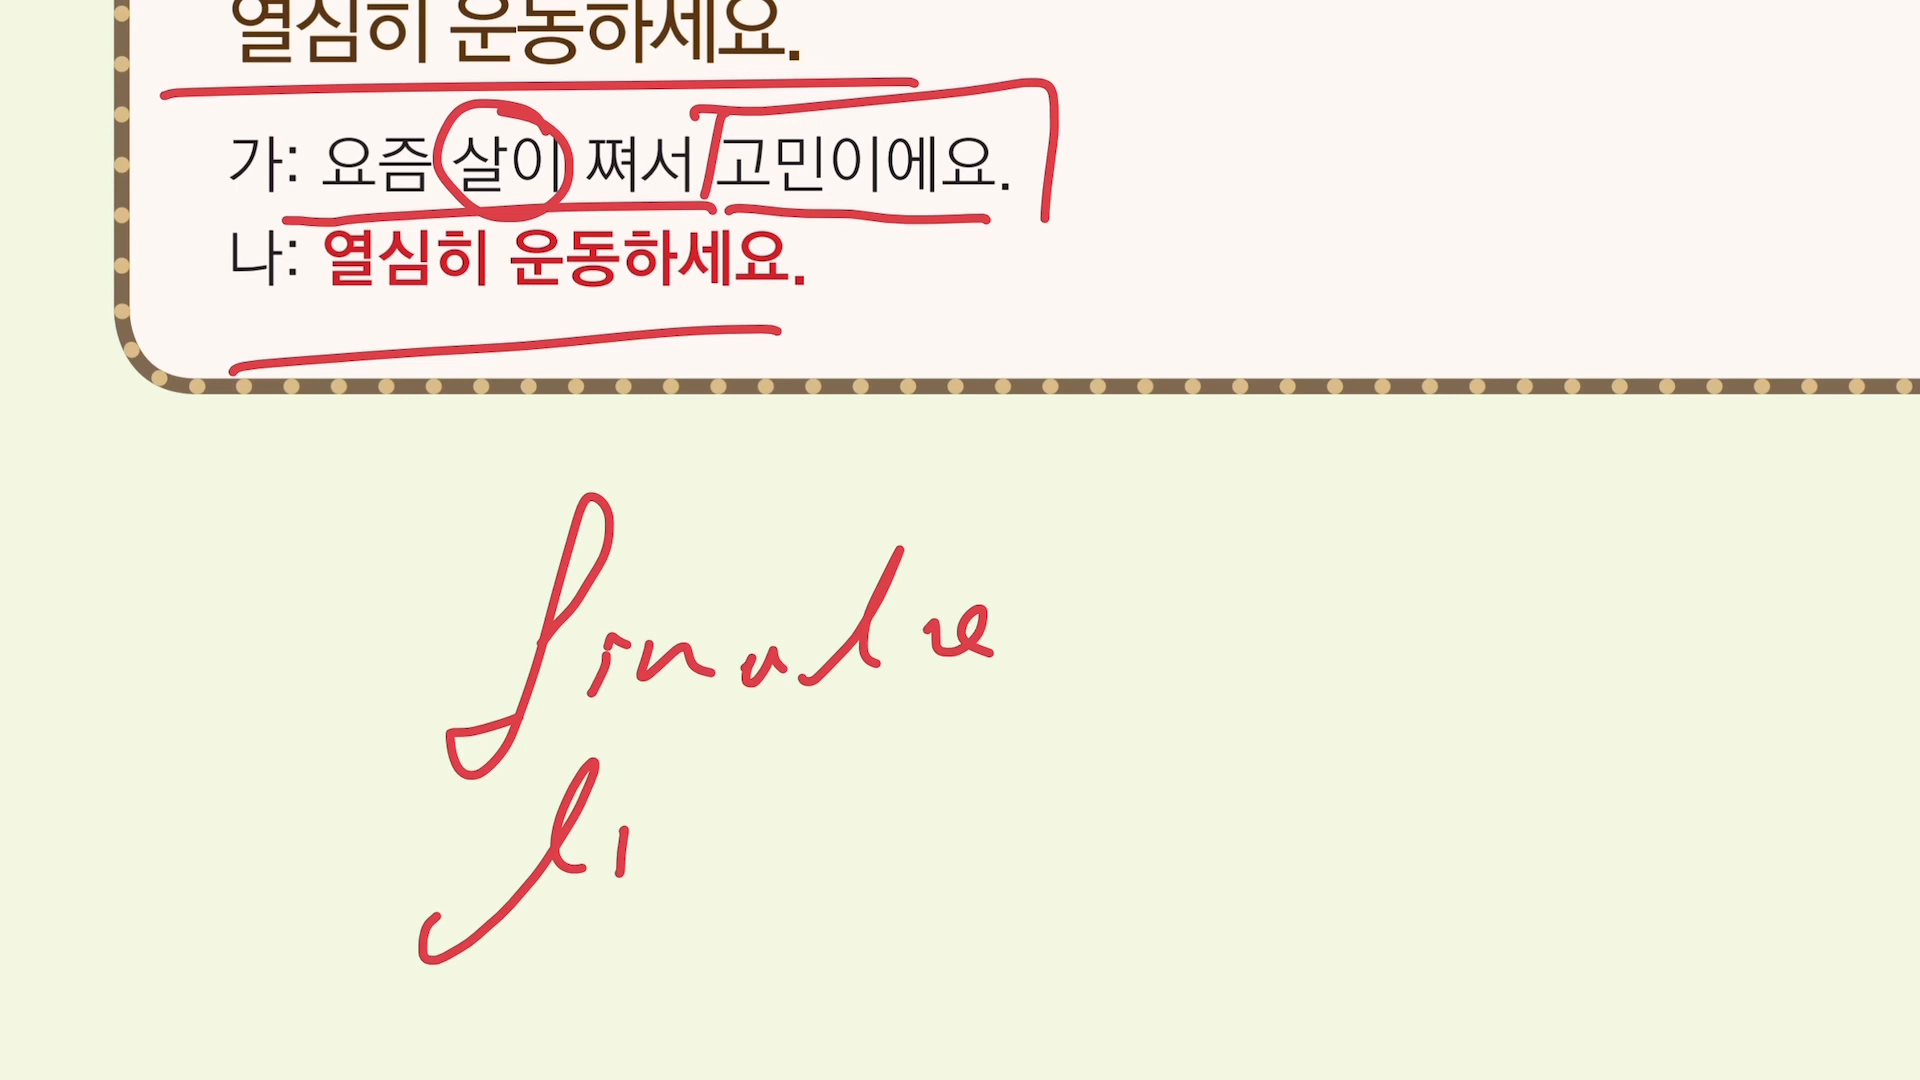 열심히 운동하세요.
가: 요즘 살이 쪄서 고민이에요.
나: 열심히 운동하세요.